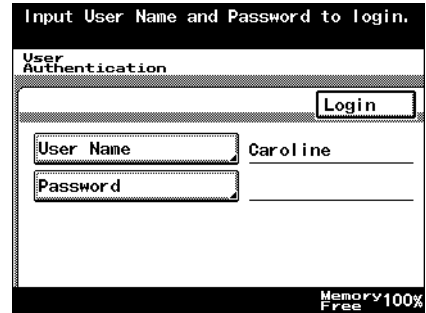 Input User Name and Password to login.
User
Authentication
Login
User Name Caroline
Password
Memory
Free 100%